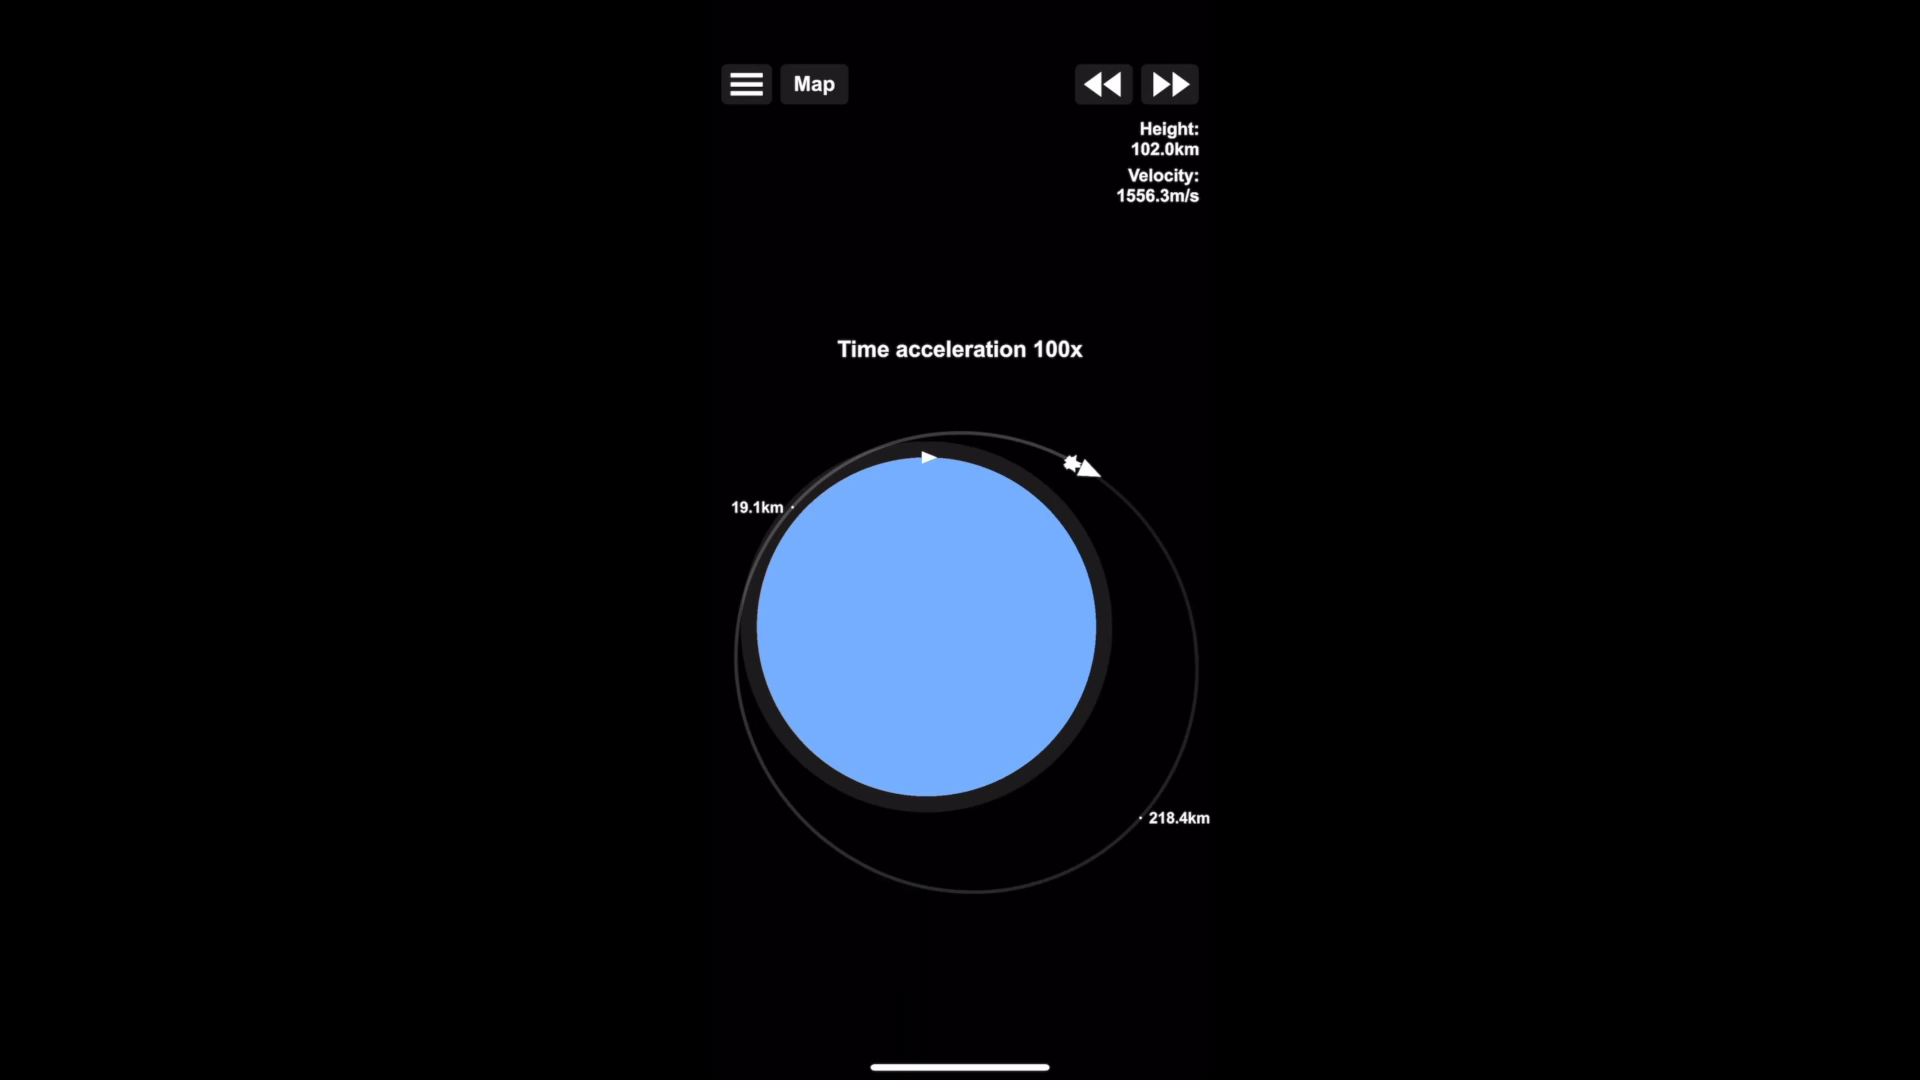 Map
Height:
102.0km
Velocity:
1556.3m/s
Time acceleration 100x
19.1km
218.4km